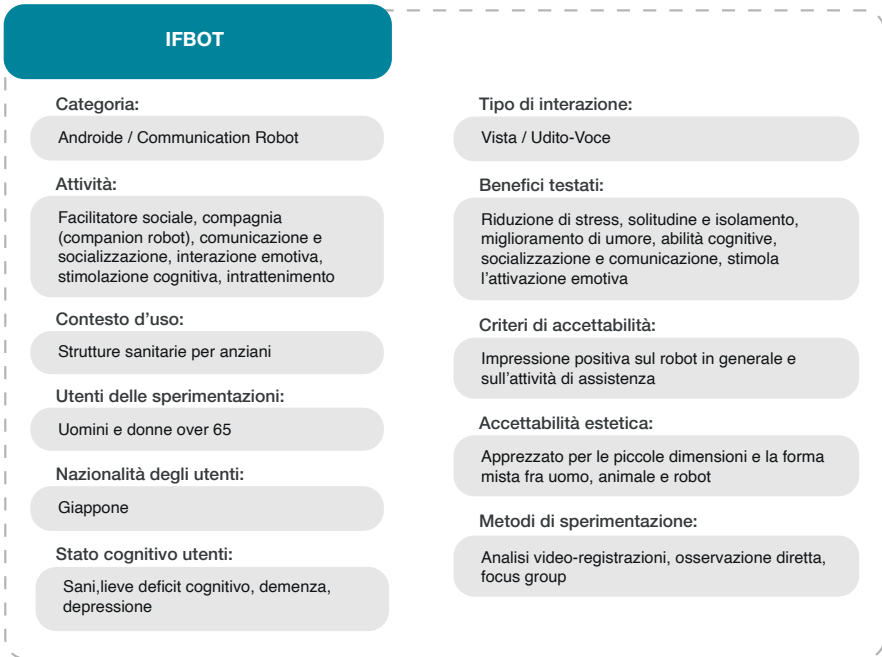 IFBOT
Categoria:
Androide / Communication Robot
Attività:
Facilitatore sociale, compagnia
(companion robot), comunicazione e
socializzazione, interazione emotiva,
stimolazione cognitiva, intrattenimento
Contesto d’uso:
Strutture sanitarie per anziani
Utenti delle sperimentazioni:
Uomini e donne over 65
Nazionalità degli utenti:
Giappone
Stato cognitivo utenti:
Sani,lieve deficit cognitivo, demenza,
depressione
Tipo di interazione:
Vista / Udito-Voce
Benefici testati:
Riduzione di stress, solitudine e isolamento,
miglioramento di umore, abilità cognitive,
socializzazione e comunicazione, stimola
l’attivazione emotiva
Criteri di accettabilità:
Impressione positiva sul robot in generale e
sull’attività di assistenza
Accettabilità estetica:
Apprezzato per le piccole dimensioni e la forma
mista fra uomo, animale e robot
Metodi di sperimentazione:
Analisi video-registrazioni, osservazione diretta,
focus group